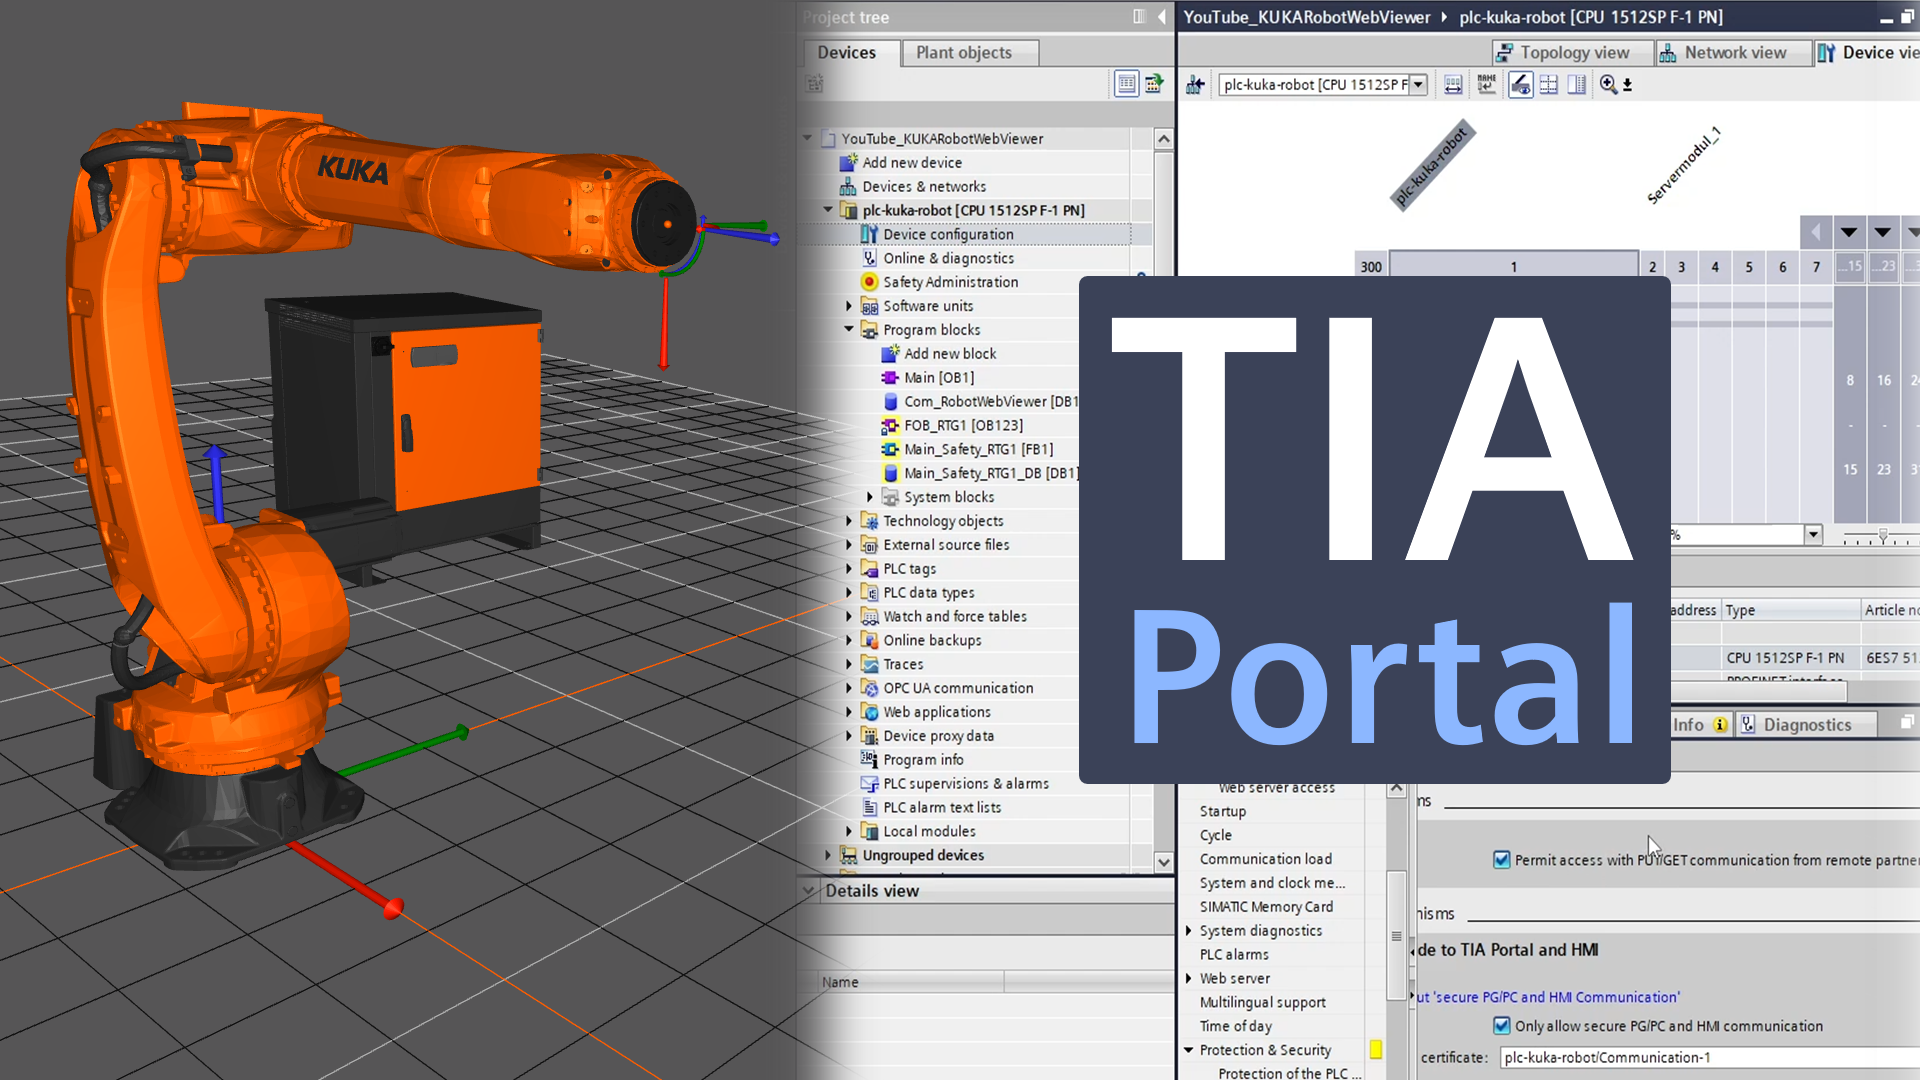 KUKA
Project tree
Devices
Plant objects
YouTube_KUKARobotWebViewer
Add new device
Devices & networks
plc-kuka-robot [CPU 1512SP F-1 PN]
Device configuration
Online & diagnostics
Safety Administration
Software units
Program blocks
Add new block
Main [OB1]
Com_RobotWebViewer [DB1
FOB_RTG1 [OB123]
Main_Safety_RTG1 [FB1]
Main_Safety_RTG1_DB [DB1]
System blocks
Technology objects
External source files
PLC tags
PLC data types
Watch and force tables
Online backups
Traces
OPC UA communication
Web applications
Device proxy data
Program info
PLC supervisions & alarms
PLC alarm text lists
Local modules
Ungrouped devices
Details view
Name
YouTube_KUKARobotWebViewer plc-kuka-robot [CPU 1512SP F-1 PN]
Topology view
Network view
Device vie
plc-kuka-robot [CPU 1512SP F
plc-kuka-robot
Servermodul_1
300 1 2 3 4 5 6 7 ...15 ...23
8 16
15 23
TIA
Portal
%
address Type Article no
CPU 1512SP F-1 PN 6ES7 51
Info
Diagnostics
Web server access
Startup
Cycle
Communication load
System and clock me...
SIMATIC Memory Card
System diagnostics
PLC alarms
Web server
Multilingual support
Time of day
Protection & Security
Protection of the PLC ...
ms
Permit access with PUT/GET communication from remote partne
nisms
de to TIA Portal and HMI
ut 'secure PG/PC and HMI Communication'
Only allow secure PG/PC and HMI communication
certificate: plc-kuka-robot/Communication-1